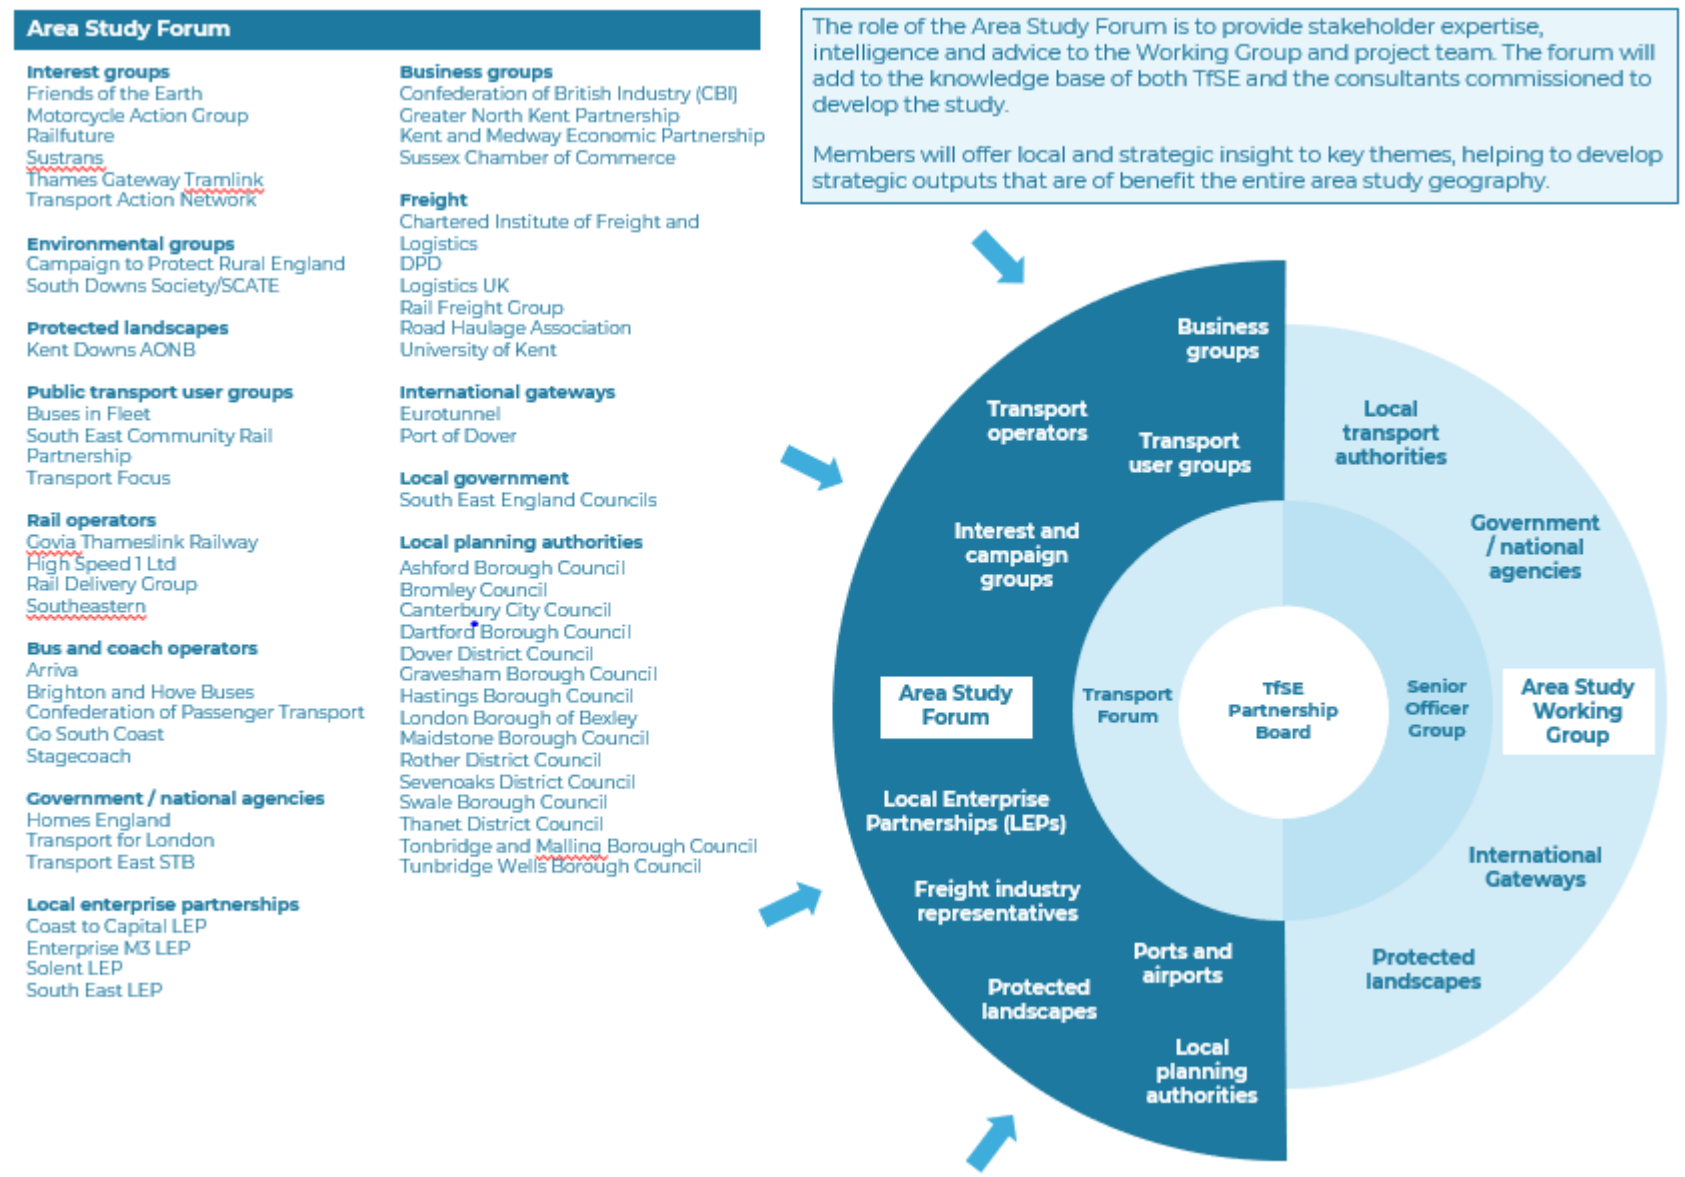 Area Study Forum
Interest groups
Friends of the Earth
Motorcycle Action Group
Railfuture
Sustrans
Thames Gateway Tramlink
Transport Action Network
Environmental groups
Campaign to Protect Rural England
South Downs Society/SCATE
Protected landscapes
Kent Downs AONB
Public transport user groups
Buses in Fleet
South East Community Rail
Partnership
Transport Focus
Rail operators
Govia Thameslink Railway
High Speed 1 Ltd
Rail Delivery Group
Southeastern
Bus and coach operators
Arriva
Brighton and Hove Buses
Confederation of Passenger Transport
Go South Coast
Stagecoach
Government / national agencies
Homes England
Transport for London
Transport East STB
Local enterprise partnerships
Coast to Capital LEP
Enterprise M3 LEP
Solent LEP
South East LEP
Business groups
Confederation of British Industry (CBI)
Greater North Kent Partnership
Kent and Medway Economic Partnership
Sussex Chamber of Commerce
Freight
Chartered Institute of Freight and
Logistics
DPD
Logistics UK
Rail Freight Group
Road Haulage Association
University of Kent
International gateways
Eurotunnel
Port of Dover
Local government
South East England Councils
Local planning authorities
Ashford Borough Council
Bromley Council
Canterbury City Council
Dartford Borough Council
Dover District Council
Gravesham Borough Council
Hastings Borough Council
London Borough of Bexley
Maidstone Borough Council
Rother District Council
Sevenoaks District Council
Swale Borough Council
Thanet District Council
Tonbridge and Malling Borough Council
Tunbridge Wells Borough Council
The role of the Area Study Forum is to provide stakeholder expertise,
intelligence and advice to the Working Group and project team. The forum will
add to the knowledge base of both TfSE and the consultants commissioned to
develop the study.
Members will offer local and strategic insight to key themes, helping to develop
strategic outputs that are of benefit the entire area study geography.
Business
groups
Transport
operators
Transport
user groups
Interest and
campaign
groups
Area Study
Forum
Local Enterprise
Partnerships (LEPs)
Freight industry
representatives
Ports and
airports
Protected
landscapes
Local
planning
authorities
Transport
Forum
TfSE
Partnership
Board
Senior
Officer
Group
Local
transport
authorities
Government
/ national
agencies
Area Study
Working
Group
International
Gateways
Protected
landscapes